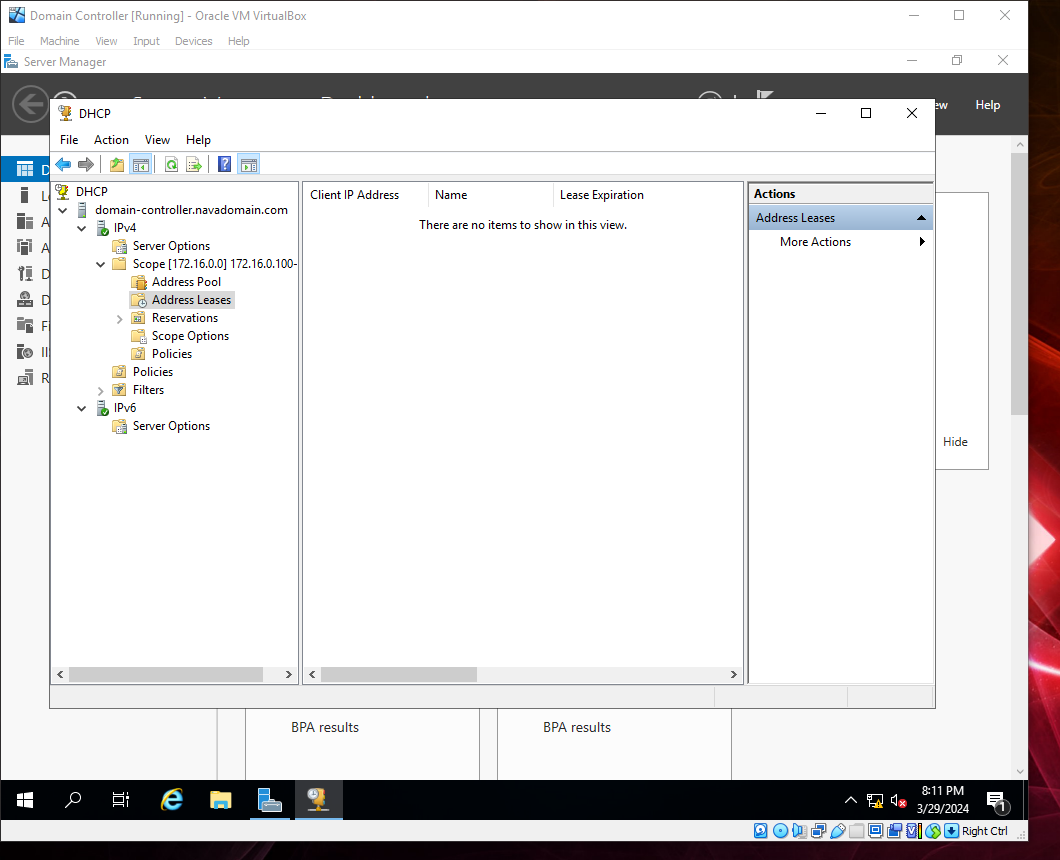 Domain Controller [Running] - Oracle VM VirtualBox
File Machine View Input Devices Help
Server Manager
Help
DHCP
File Action View Help
DHCP
domain-controller.navadomain.com
IPv4
Server Options
Scope [172.16.0.0] 172.16.0.100-
Address Pool
Address Leases
Reservations
Scope Options
Policies
Policies
Filters
IPv6
Server Options
Client IP Address Name Lease Expiration
There are no items to show in this view.
Actions
Address Leases
More Actions
Hide
BPA results BPA results
8:11 PM
3/29/2024
1
Right Ctrl